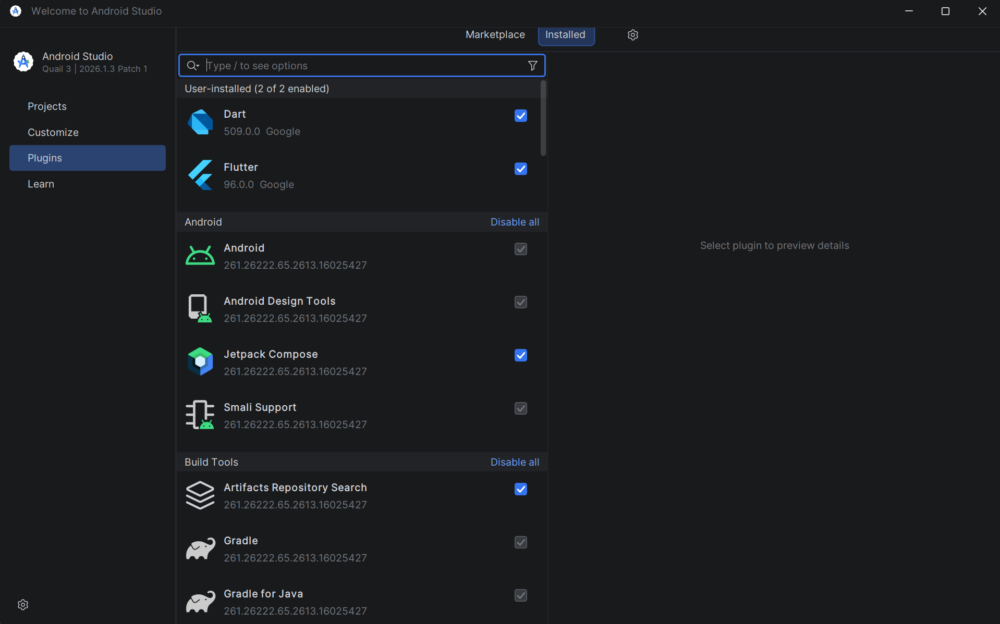 Welcome to Android Studio
Android Studio
Quail 3 | 2026.1.3 Patch 1
Projects
Customize
Plugins
Learn
Marketplace
Installed
Type / to see options
User-installed (2 of 2 enabled)
Dart
509.0.0 Google
Flutter
96.0.0 Google
Android
Disable all
Android
261.26222.65.2613.16025427
Android Design Tools
261.26222.65.2613.16025427
Jetpack Compose
261.26222.65.2613.16025427
Smali Support
261.26222.65.2613.16025427
Build Tools
Disable all
Artifacts Repository Search
261.26222.65.2613.16025427
Gradle
261.26222.65.2613.16025427
Gradle for Java
261.26222.65.2613.16025427
Select plugin to preview details